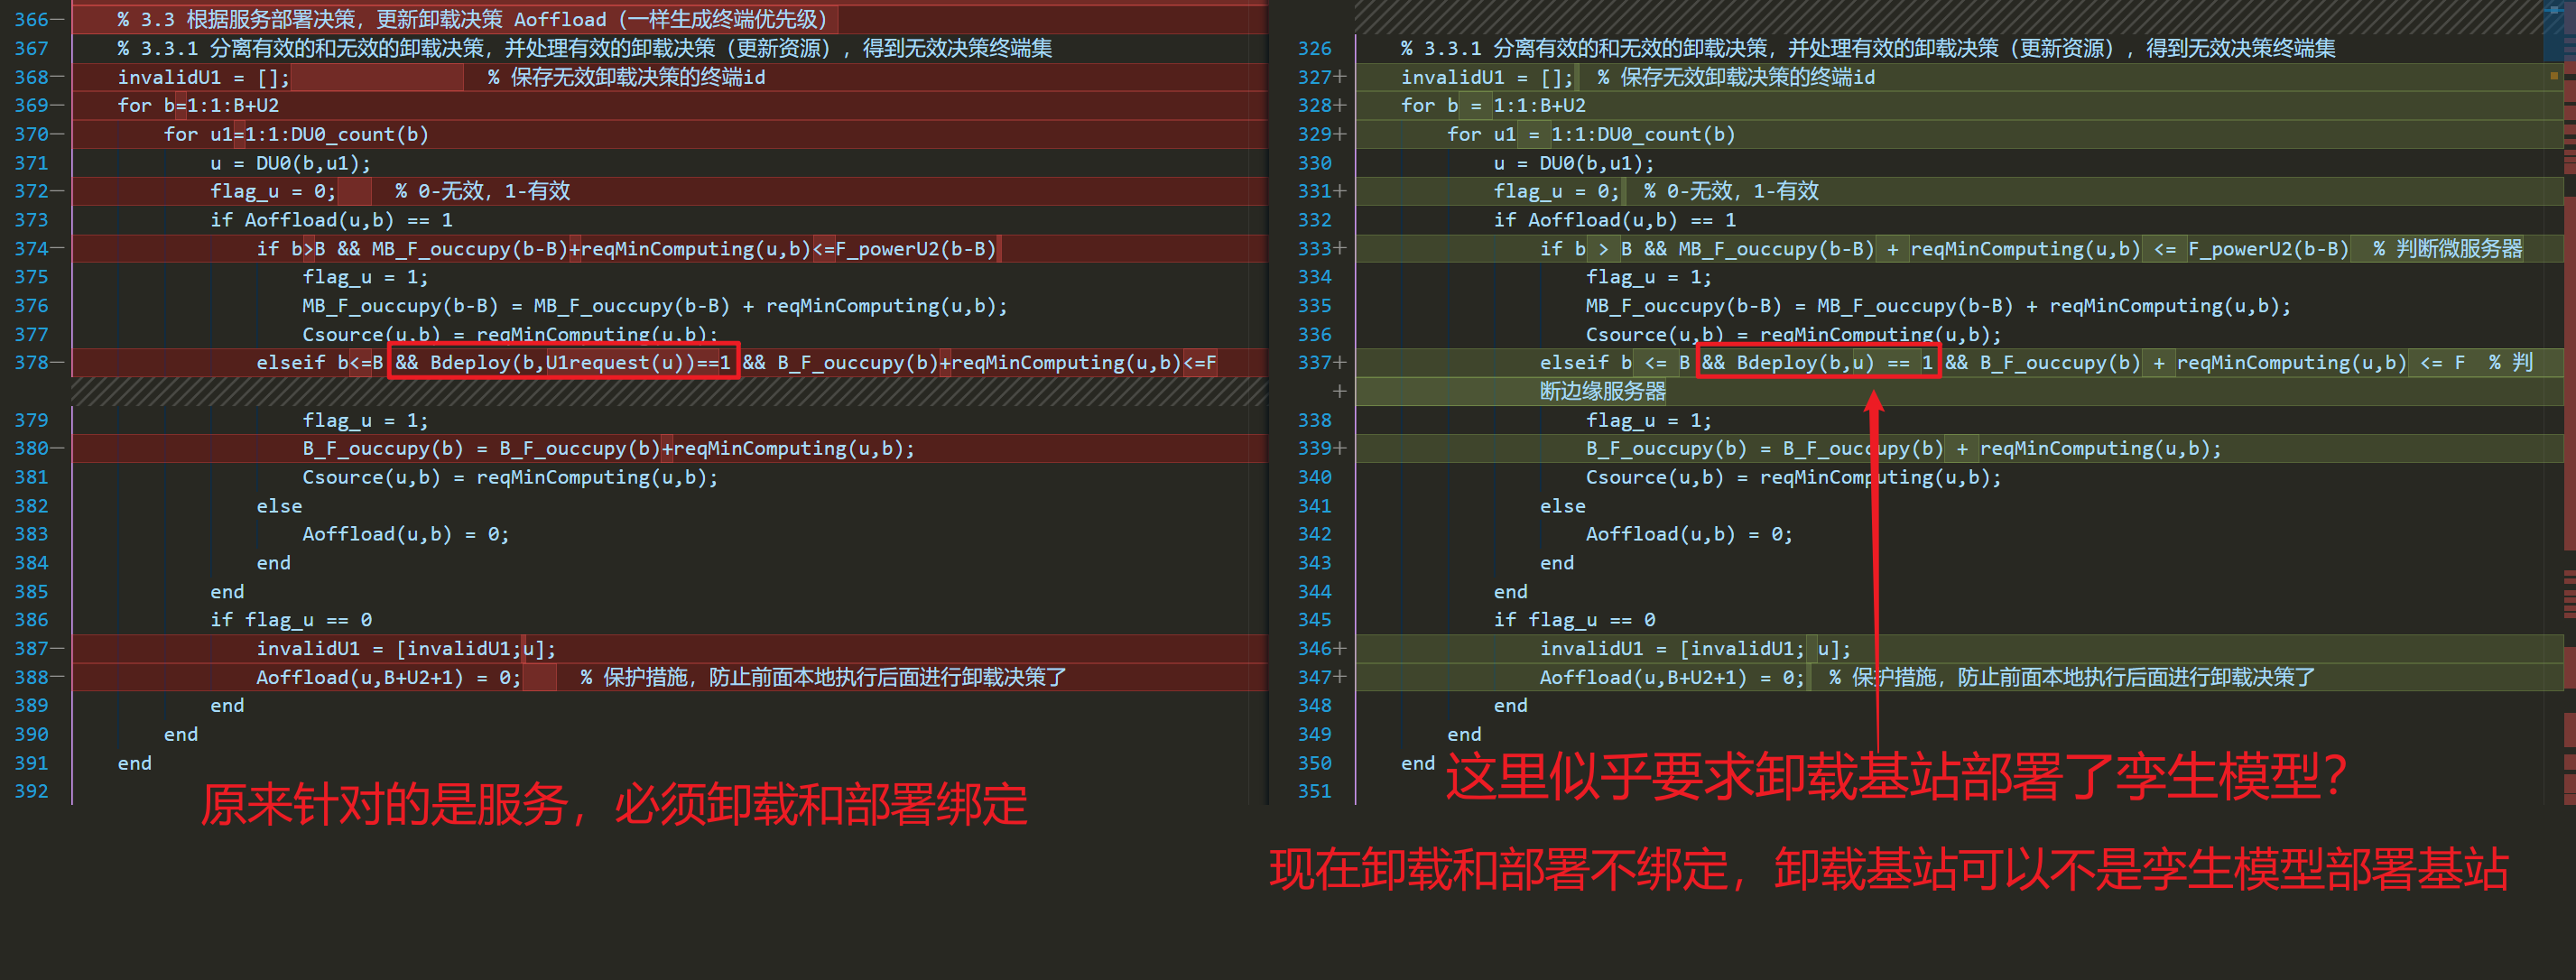 366 % 3.3 根据服务部署决策，更新卸载决策 Aoffload（一样生成终端优先级）
367 % 3.3.1 分离有效的和无效的卸载决策，并处理有效的卸载决策（更新资源），得到无效决策终端集
368 invalidU1 = []; % 保存无效卸载决策的终端id
369 for b=1:1:B+U2
370 for u1=1:1:DU0_count(b)
371 u = DU0(b,u1);
372 flag_u = 0; % 0-无效，1-有效
373 if Aoffload(u,b) == 1
374 if b>B && MB_F_ouccupy(b-B)+reqMinComputing(u,b)<=F_powerU2(b-B)
375 flag_u = 1;
376 MB_F_ouccupy(b-B) = MB_F_ouccupy(b-B) + reqMinComputing(u,b);
377 Csource(u,b) = reqMinComputing(u,b);
378 elseif b<=B && Bdeploy(b,U1request(u))==1 && B_F_ouccupy(b)+reqMinComputing(u,b)<=F
379 flag_u = 1;
380 B_F_ouccupy(b) = B_F_ouccupy(b)+reqMinComputing(u,b);
381 Csource(u,b) = reqMinComputing(u,b);
382 else
383 Aoffload(u,b) = 0;
384 end
385 end
386 if flag_u == 0
387 invalidU1 = [invalidU1;u];
388 Aoffload(u,B+U2+1) = 0; % 保护措施，防止前面本地执行后面进行卸载决策了
389 end
390 end
391 end
392
原来针对的是服务，必须卸载和部署绑定
326 % 3.3.1 分离有效的和无效的卸载决策，并处理有效的卸载决策（更新资源），得到无效决策终端集
327+ invalidU1 = []; % 保存无效卸载决策的终端id
328+ for b = 1:1:B+U2
329+ for u1 = 1:1:DU0_count(b)
330 u = DU0(b,u1);
331+ flag_u = 0; % 0-无效，1-有效
332 if Aoffload(u,b) == 1
333+ if b > B && MB_F_ouccupy(b-B) + reqMinComputing(u,b) <= F_powerU2(b-B) % 判断微服务器
334 flag_u = 1;
335 MB_F_ouccupy(b-B) = MB_F_ouccupy(b-B) + reqMinComputing(u,b);
336 Csource(u,b) = reqMinComputing(u,b);
337+ elseif b <= B && Bdeploy(b,u) == 1 && B_F_ouccupy(b) + reqMinComputing(u,b) <= F % 判
+ 断边缘服务器
338 flag_u = 1;
339+ B_F_ouccupy(b) = B_F_ouccupy(b) + reqMinComputing(u,b);
340 Csource(u,b) = reqMinComputing(u,b);
341 else
342 Aoffload(u,b) = 0;
343 end
344 end
345 if flag_u == 0
346+ invalidU1 = [invalidU1; u];
347+ Aoffload(u,B+U2+1) = 0; % 保护措施，防止前面本地执行后面进行卸载决策了
348 end
349 end
350 end
351
这里似乎要求卸载基站部署了孪生模型？
现在卸载和部署不绑定，卸载基站可以不是孪生模型部署基站